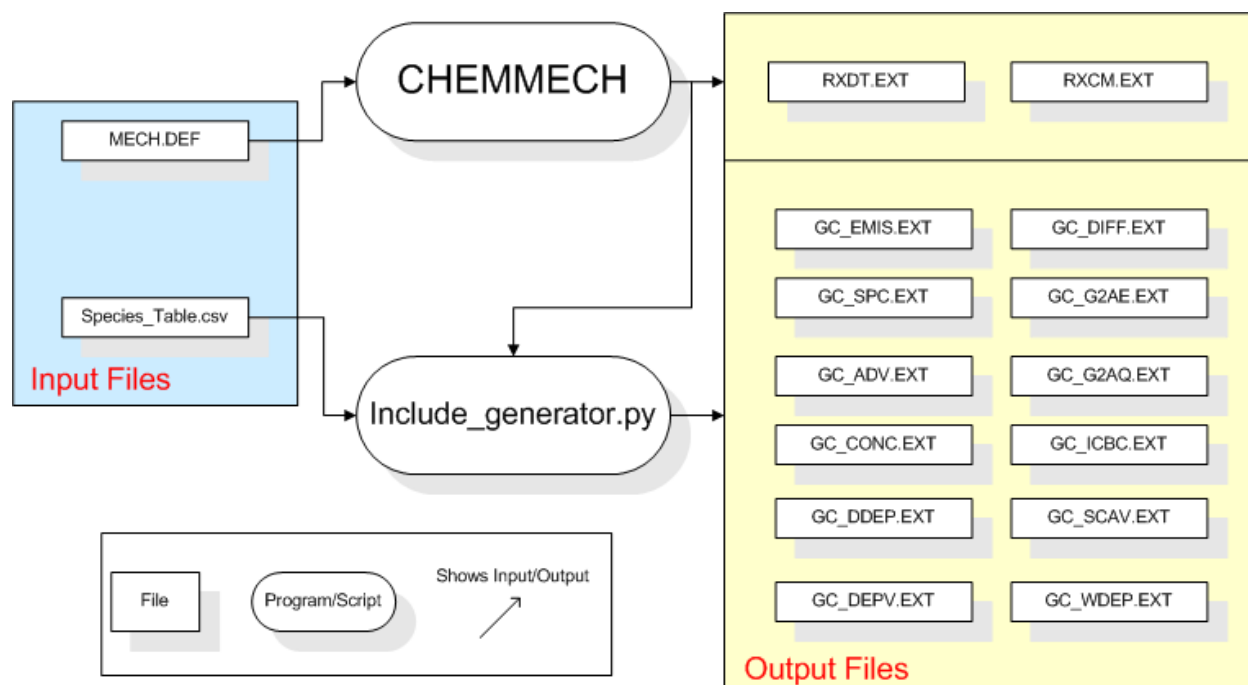 CHEMMECH
RXDT.EXT
RXCM.EXT
MECH.DEF
GC_EMIS.EXT
GC_DIFF.EXT
GC_SPC.EXT
GC_G2AE.EXT
Species_Table.csv
Input Files
GC_ADV.EXT
GC_G2AQ.EXT
Include_generator.py
GC_CONC.EXT
GC_ICBC.EXT
GC_DDEP.EXT
GC_SCAV.EXT
File
Program/Script
Shows Input/Output
GC_DEPV.EXT
GC_WDEP.EXT
Output Files